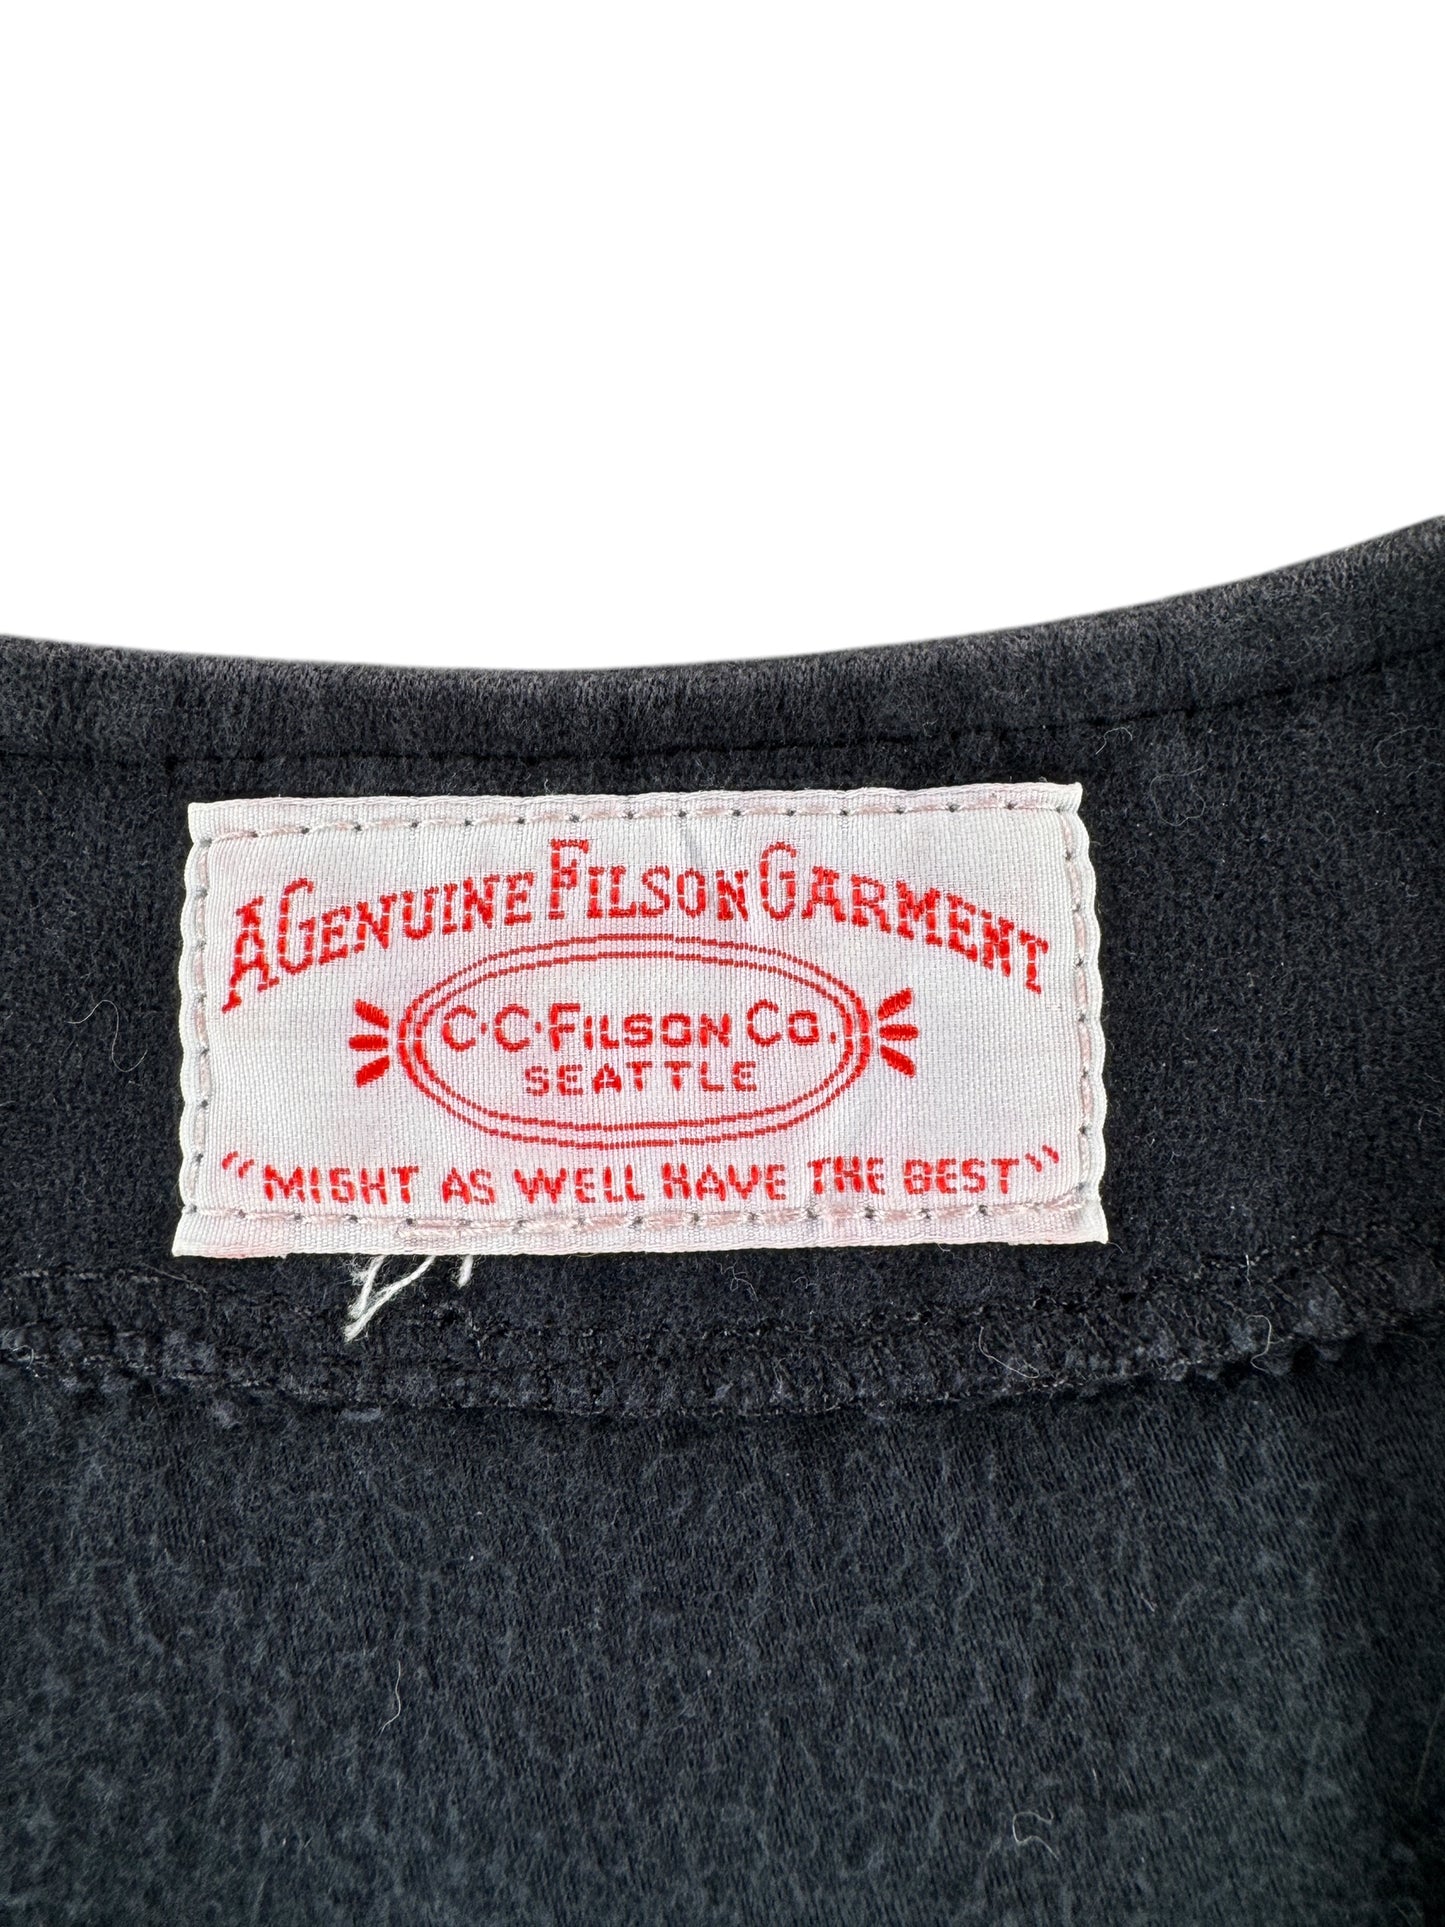 A GENUINE FILSON GARMENT
C·C·FILSON CO.
SEATTLE
"MIGHT AS WELL HAVE THE BEST"